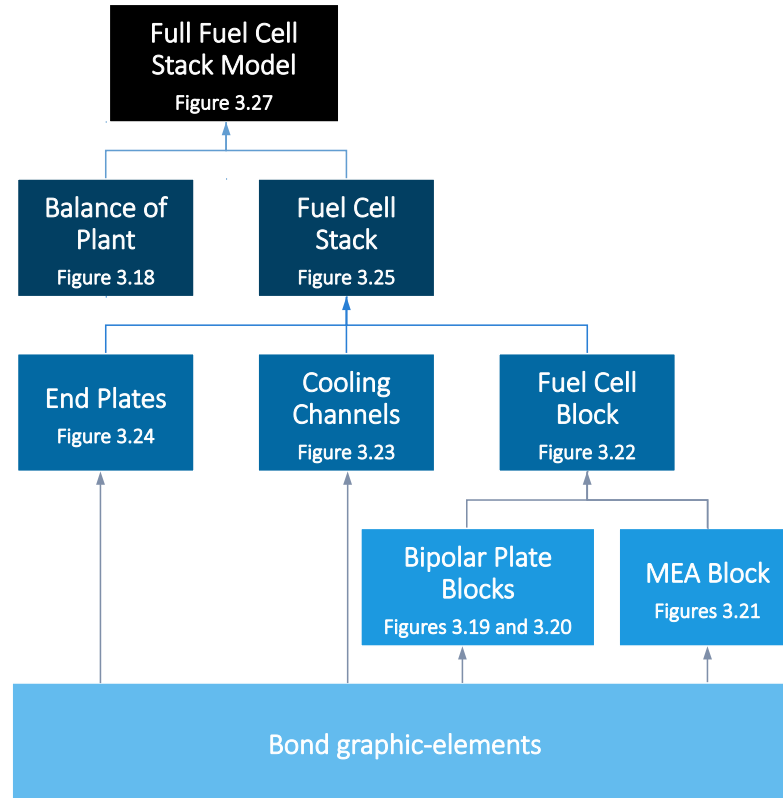 Full Fuel Cell
Stack Model
Figure 3.27
Balance of
Plant
Figure 3.18
Fuel Cell
Stack
Figure 3.25
End Plates
Figure 3.24
Cooling
Channels
Figure 3.23
Fuel Cell
Block
Figure 3.22
Bipolar Plate
Blocks
Figures 3.19 and 3.20
MEA Block
Figures 3.21
Bond graphic-elements